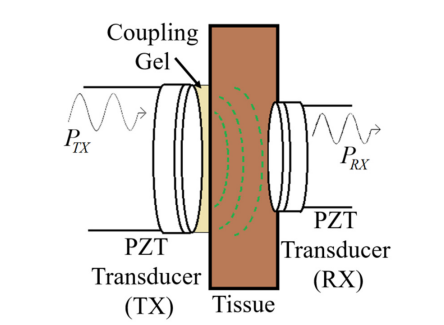 Coupling
Gel
P_TX
P_RX
PZT
Transducer
(TX)
Tissue
PZT
Transducer
(RX)